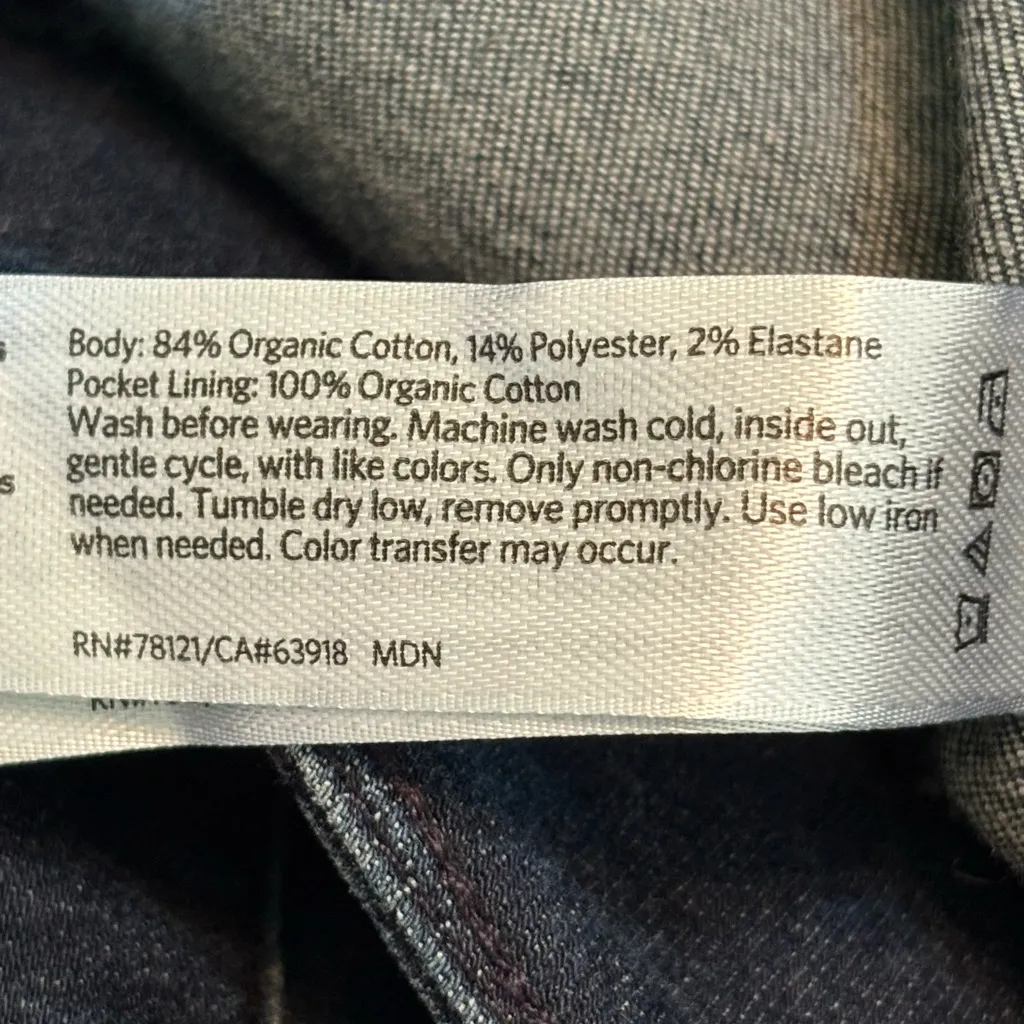 Body: 84% Organic Cotton, 14% Polyester, 2% Elastane
Pocket Lining: 100% Organic Cotton
Wash before wearing. Machine wash cold, inside out,
gentle cycle, with like colors. Only non-chlorine bleach if
needed. Tumble dry low, remove promptly. Use low iron
when needed. Color transfer may occur.
RN#78121/CA#63918 MDN